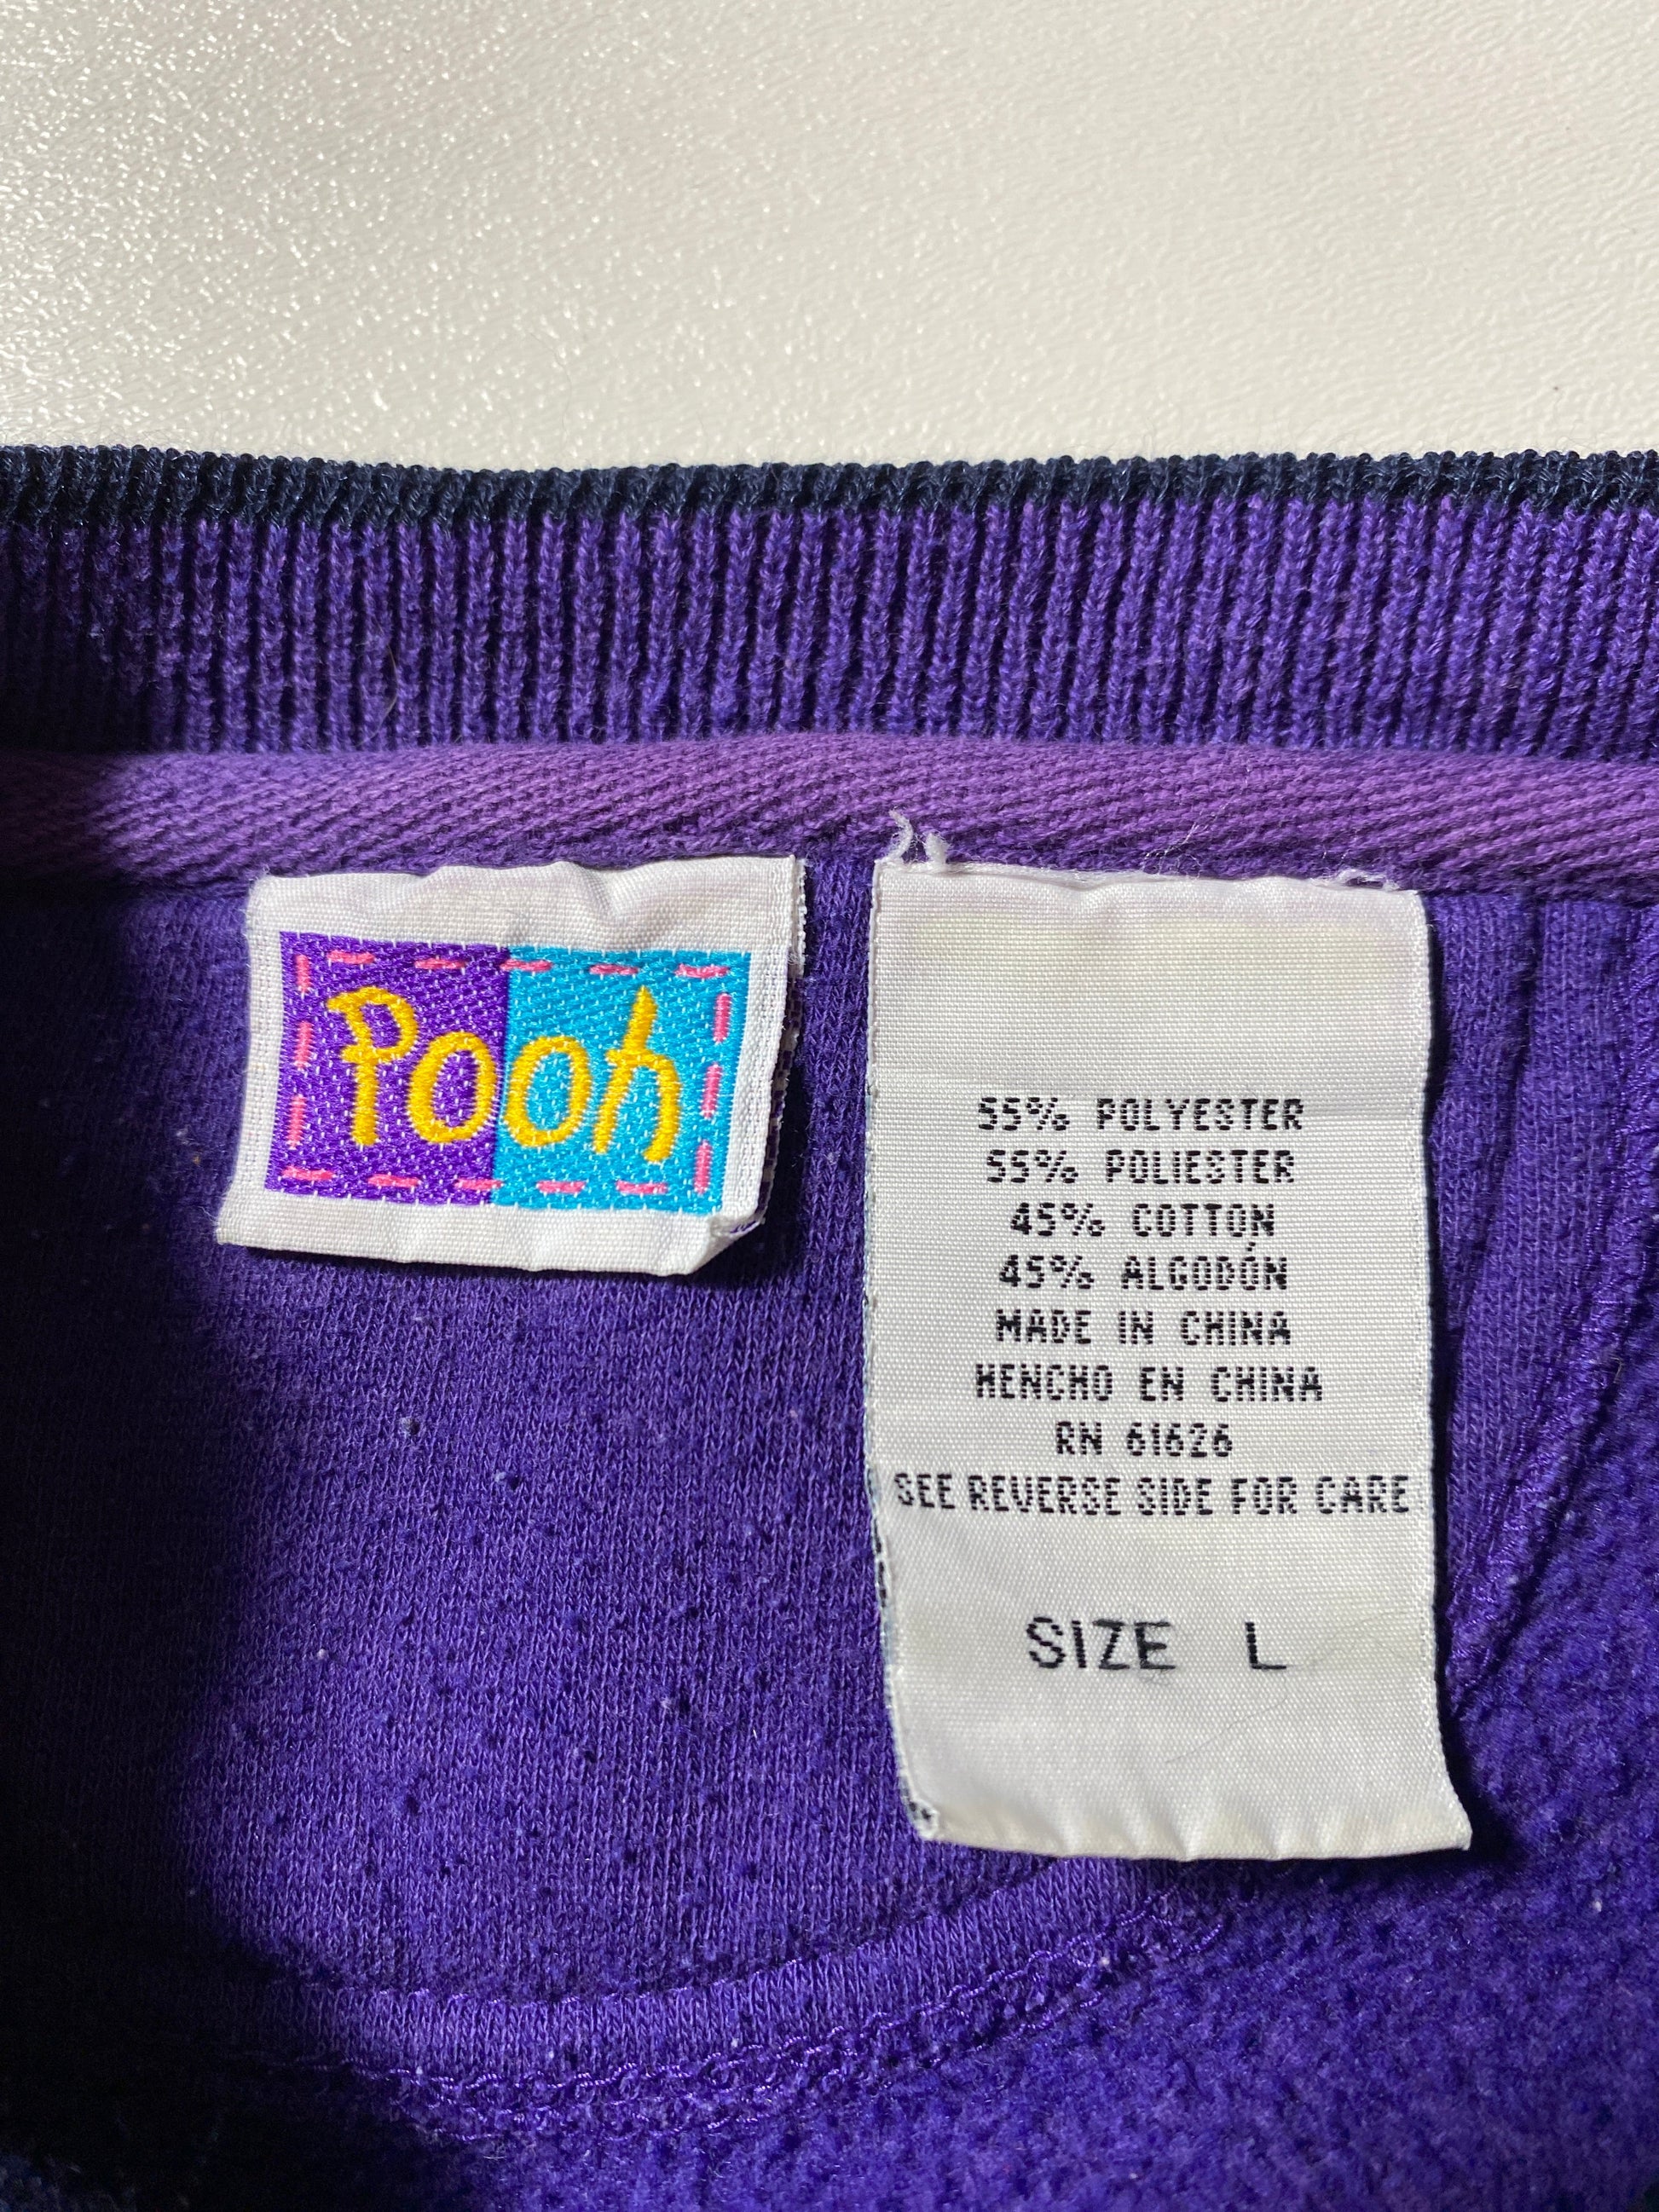 Pooh
55% POLYESTER
55% POLIESTER
45% COTTON
45% ALGODÓN
MADE IN CHINA
HENCHO EN CHINA
RN 61626
SEE REVERSE SIDE FOR CARE
SIZE L